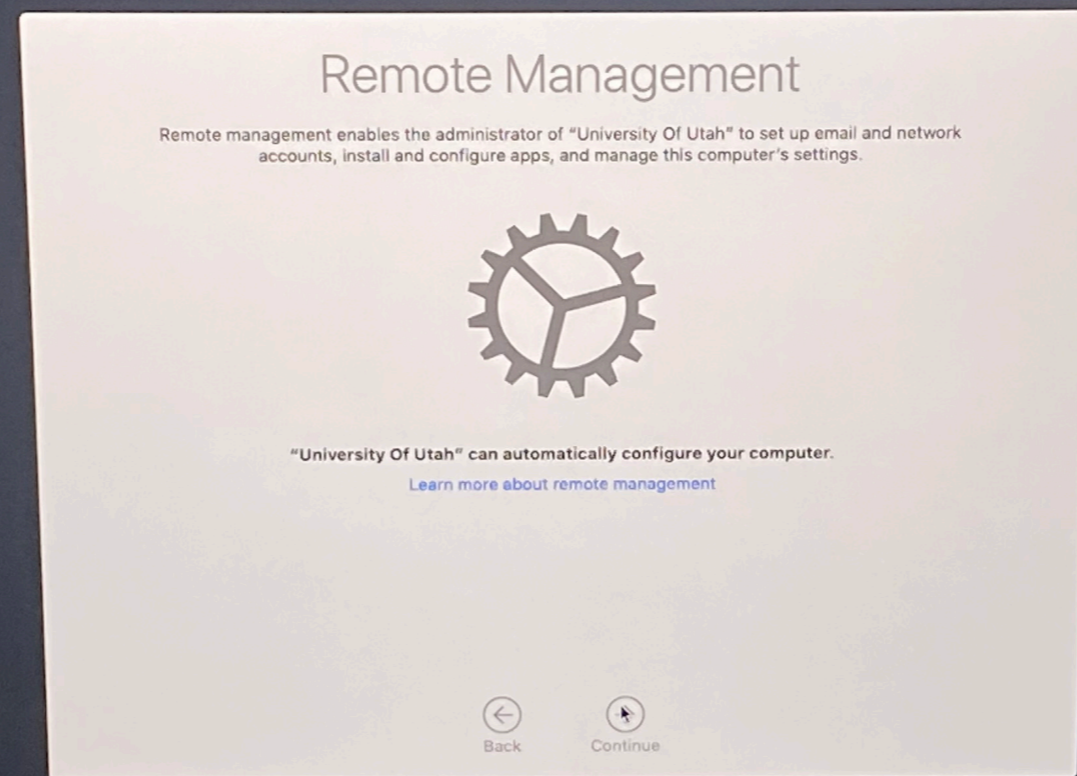 Remote Management
Remote management enables the administrator of "University Of Utah" to set up email and network
accounts, install and configure apps, and manage this computer's settings.
"University Of Utah" can automatically configure your computer.
Learn more about remote management
Back
Continue